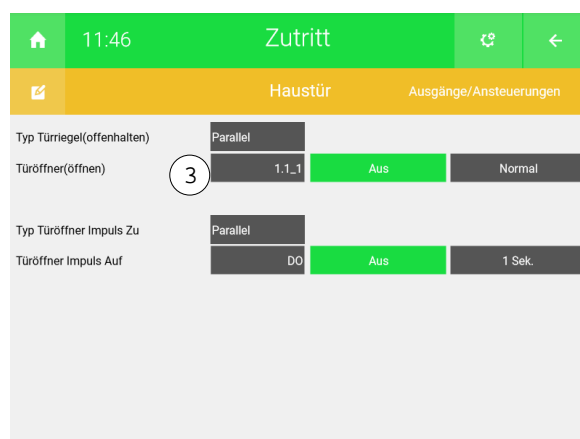 11:46 Zutritt
Haustür Ausgänge/Ansteuerungen
Typ Türriegel(offenhalten) Parallel
Türöffner(öffnen) 3 1.1_1 Aus Normal
Typ Türöffner Impuls Zu Parallel
Türöffner Impuls Auf DO Aus 1 Sek.